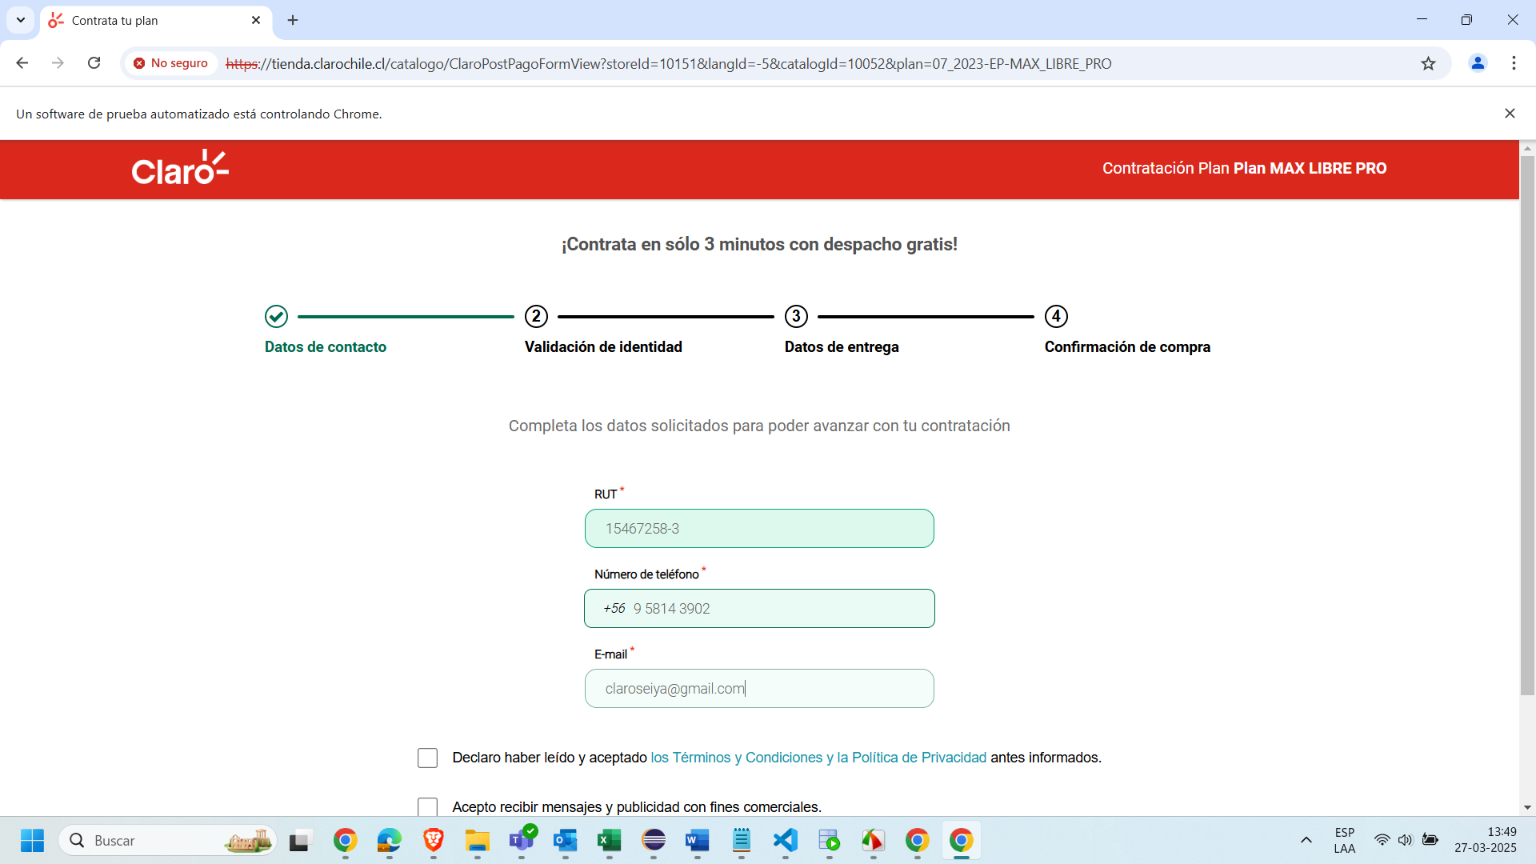 Contrata tu plan
No seguro
https://tienda.clarochile.cl/catalogo/ClaroPostPagoFormView?storeId=10151&langId=-5&catalogId=10052&plan=07_2023-EP-MAX_LIBRE_PRO
Un software de prueba automatizado está controlando Chrome.
Claro
Contratación Plan Plan MAX LIBRE PRO
¡Contrata en sólo 3 minutos con despacho gratis!
2 3 4
Datos de contacto Validación de identidad Datos de entrega Confirmación de compra
Completa los datos solicitados para poder avanzar con tu contratación
RUT *
15467258-3
Número de teléfono *
+56 9 5814 3902
E-mail *
claroseiya@gmail.com
Declaro haber leído y aceptado los Términos y Condiciones y la Política de Privacidad antes informados.
Acepto recibir mensajes y publicidad con fines comerciales.
Buscar
ESP
LAA
13:49
27-03-2025